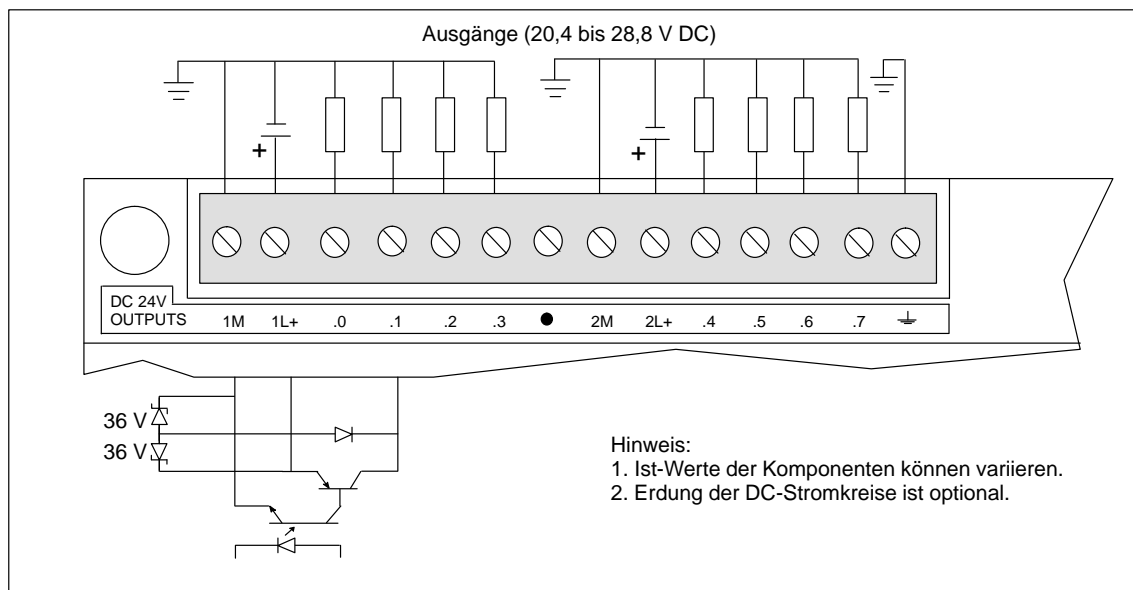 Ausgänge (20,4 bis 28,8 V DC)
+
+
DC 24V
OUTPUTS 1M 1L+ .0 .1 .2 .3 ● 2M 2L+ .4 .5 .6 .7 ⏚
36 V
36 V
Hinweis:
1. Ist-Werte der Komponenten können variieren.
2. Erdung der DC-Stromkreise ist optional.